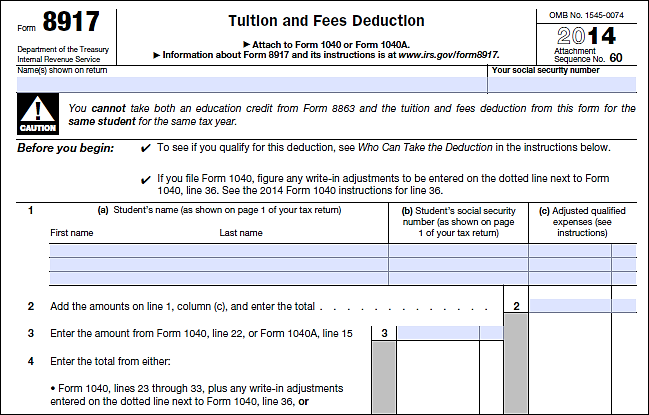 Form 8917
Department of the Treasury
Internal Revenue Service
Tuition and Fees Deduction
▶ Attach to Form 1040 or Form 1040A.
▶ Information about Form 8917 and its instructions is at www.irs.gov/form8917.
OMB No. 1545-0074
2014
Attachment
Sequence No. 60
Name(s) shown on return
Your social security number
CAUTION
You cannot take both an education credit from Form 8863 and the tuition and fees deduction from this form for the
same student for the same tax year.
Before you begin:
✔ To see if you qualify for this deduction, see Who Can Take the Deduction in the instructions below.
✔ If you file Form 1040, figure any write-in adjustments to be entered on the dotted line next to Form
1040, line 36. See the 2014 Form 1040 instructions for line 36.
1
(a) Student's name (as shown on page 1 of your tax return)
First name Last name
(b) Student's social security
number (as shown on page
1 of your tax return)
(c) Adjusted qualified
expenses (see
instructions)
2 Add the amounts on line 1, column (c), and enter the total . . . . . . . . . . . . . 2
3 Enter the amount from Form 1040, line 22, or Form 1040A, line 15 3
4 Enter the total from either:
• Form 1040, lines 23 through 33, plus any write-in adjustments
entered on the dotted line next to Form 1040, line 36, or